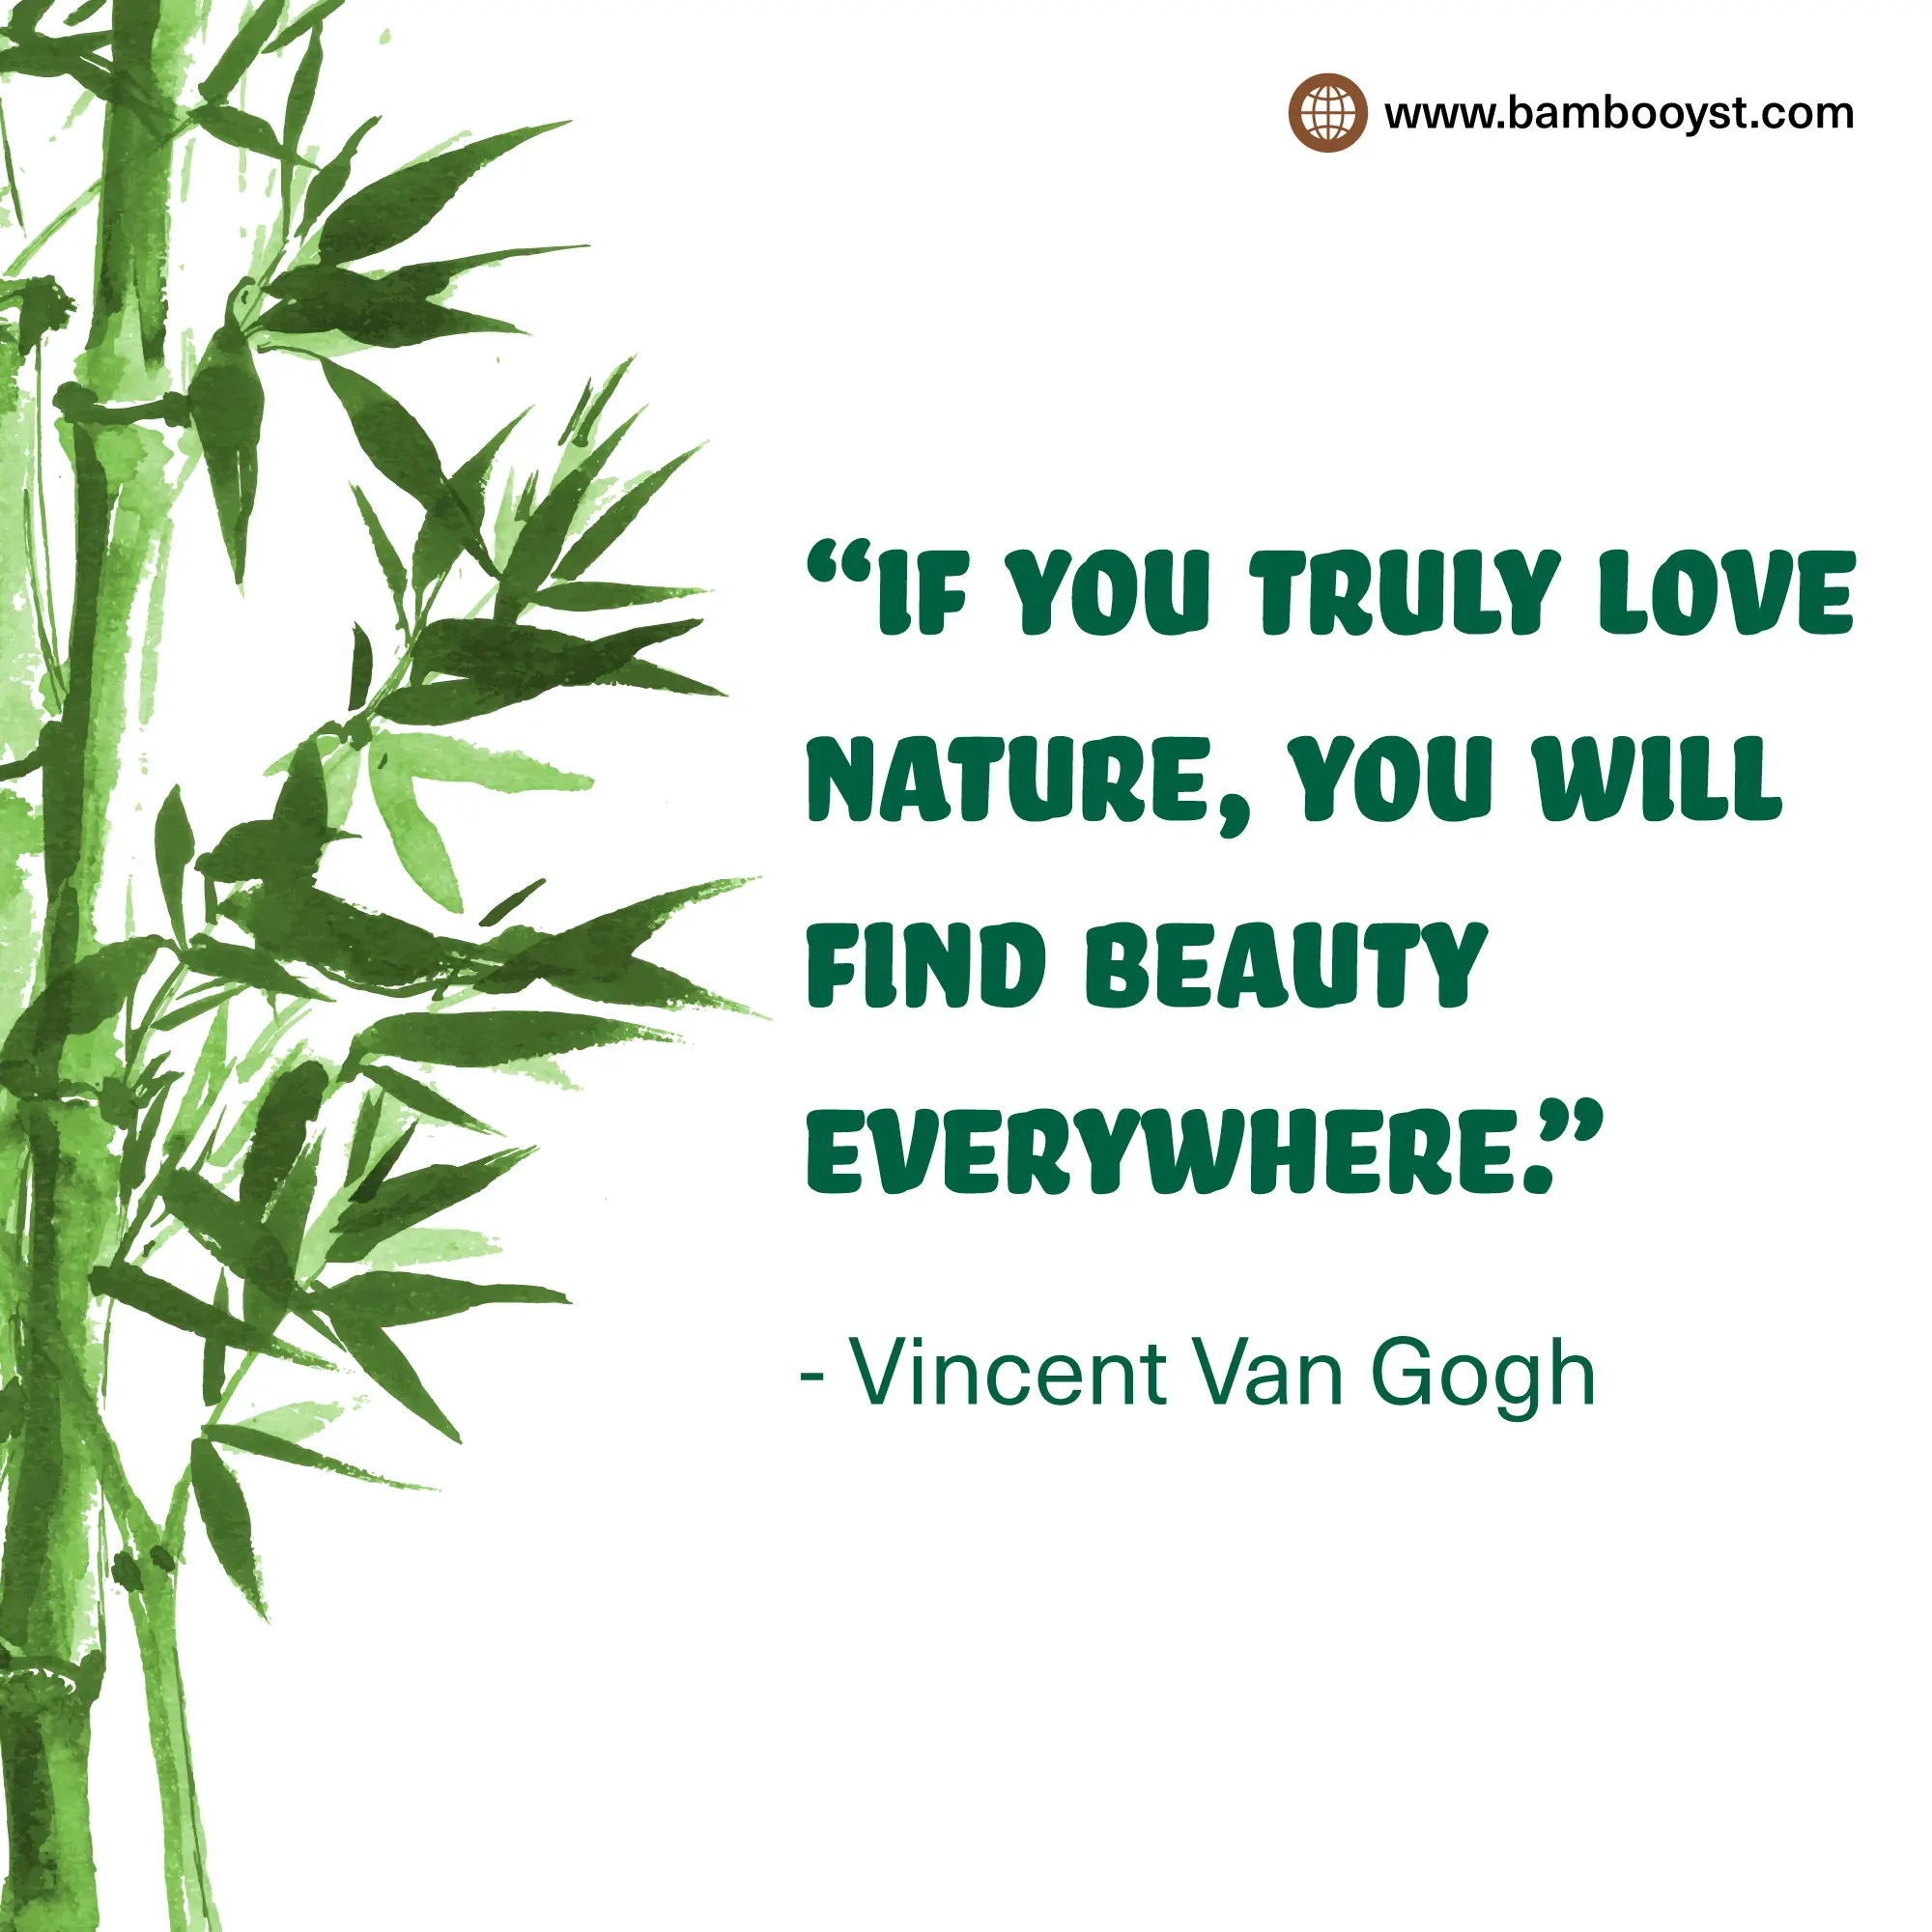 www.bambooyst.com
“IF YOU TRULY LOVE
NATURE, YOU WILL
FIND BEAUTY
EVERYWHERE.”
- Vincent Van Gogh